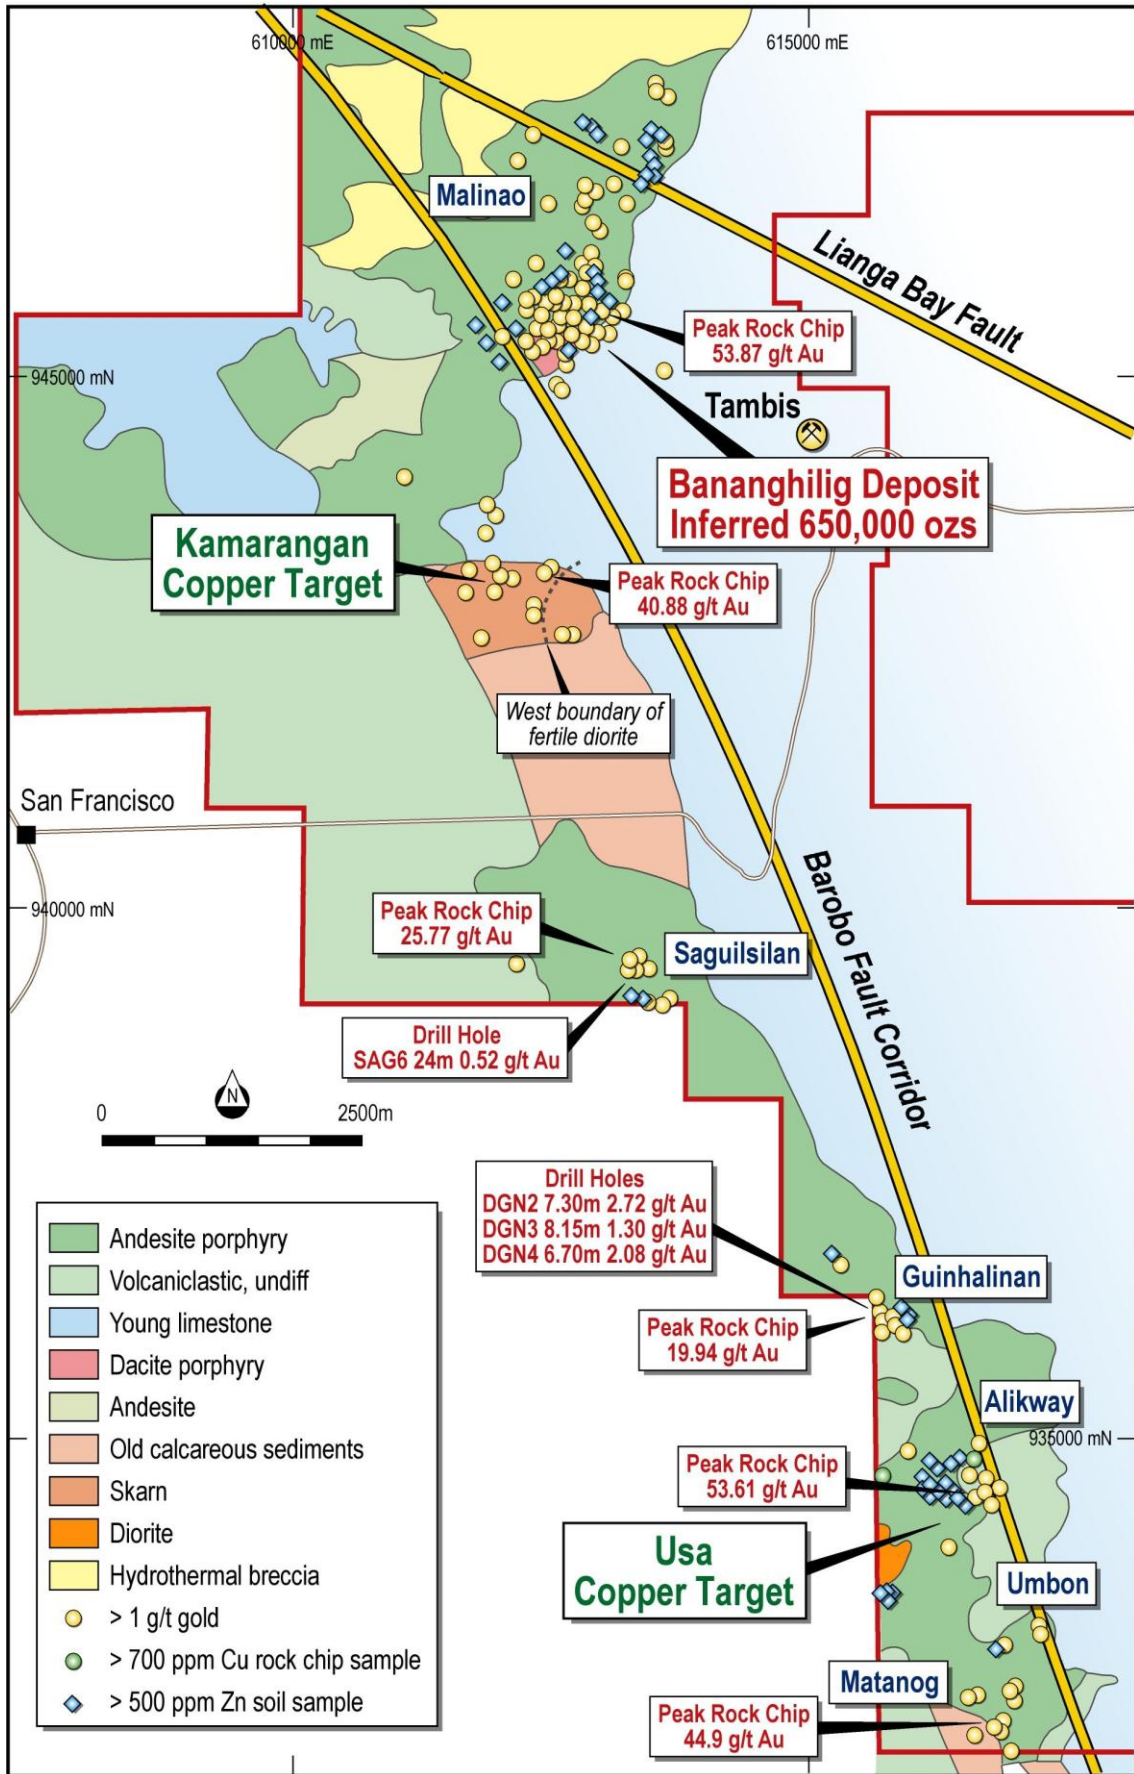 610000 mE
615000 mE
Malinao
Lianga Bay Fault
Peak Rock Chip
53.87 g/t Au
945000 mN
Tambis
Bananghilig Deposit
Inferred 650,000 ozs
Kamarangan
Copper Target
Peak Rock Chip
40.88 g/t Au
West boundary of
fertile diorite
San Francisco
Barobo Fault Corridor
940000 mN
Peak Rock Chip
25.77 g/t Au
Saguilsilan
Drill Hole
SAG6 24m 0.52 g/t Au
N
0
2500m
Drill Holes
DGN2 7.30m 2.72 g/t Au
DGN3 8.15m 1.30 g/t Au
DGN4 6.70m 2.08 g/t Au
Guinhalinan
Peak Rock Chip
19.94 g/t Au
Alikway
935000 mN
Peak Rock Chip
53.61 g/t Au
Usa
Copper Target
Umbon
Matanog
Peak Rock Chip
44.9 g/t Au
Andesite porphyry
Volcaniclastic, undiff
Young limestone
Dacite porphyry
Andesite
Old calcareous sediments
Skarn
Diorite
Hydrothermal breccia
> 1 g/t gold
> 700 ppm Cu rock chip sample
> 500 ppm Zn soil sample